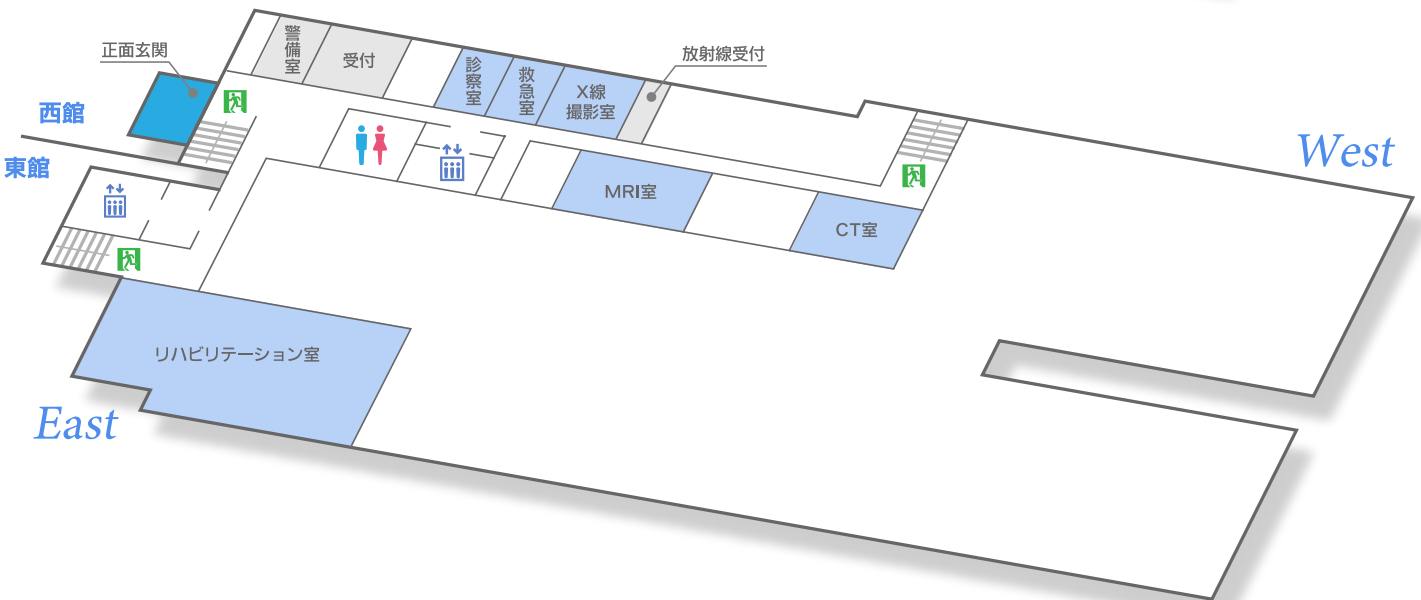 警備室
受付
正面玄関
診察室
救急室
X線
撮影室
放射線受付
西館
東館
West
MRI室
CT室
リハビリテーション室
East